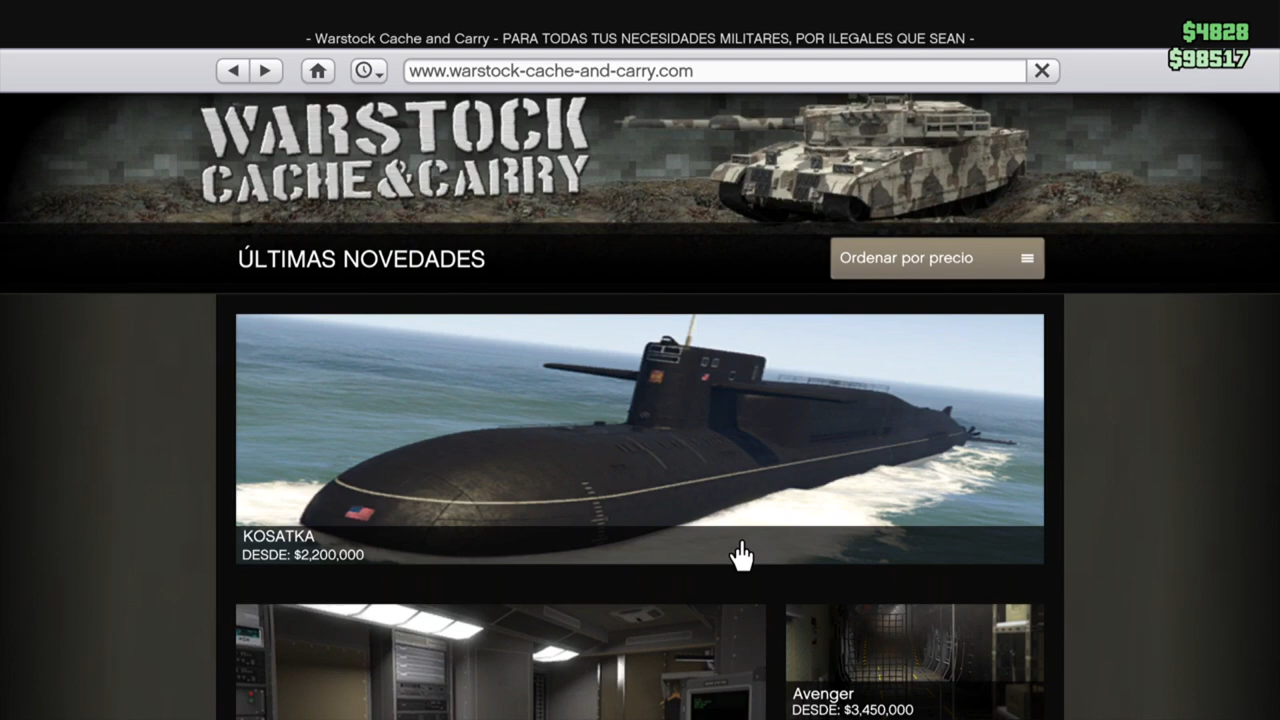 - Warstock Cache and Carry - PARA TODAS TUS NECESIDADES MILITARES, POR ILEGALES QUE SEAN -
$4828
$98517
www.warstock-cache-and-carry.com
WARSTOCK
CACHE&CARRY
ÚLTIMAS NOVEDADES
Ordenar por precio
KOSATKA
DESDE: $2,200,000
Avenger
DESDE: $3,450,000